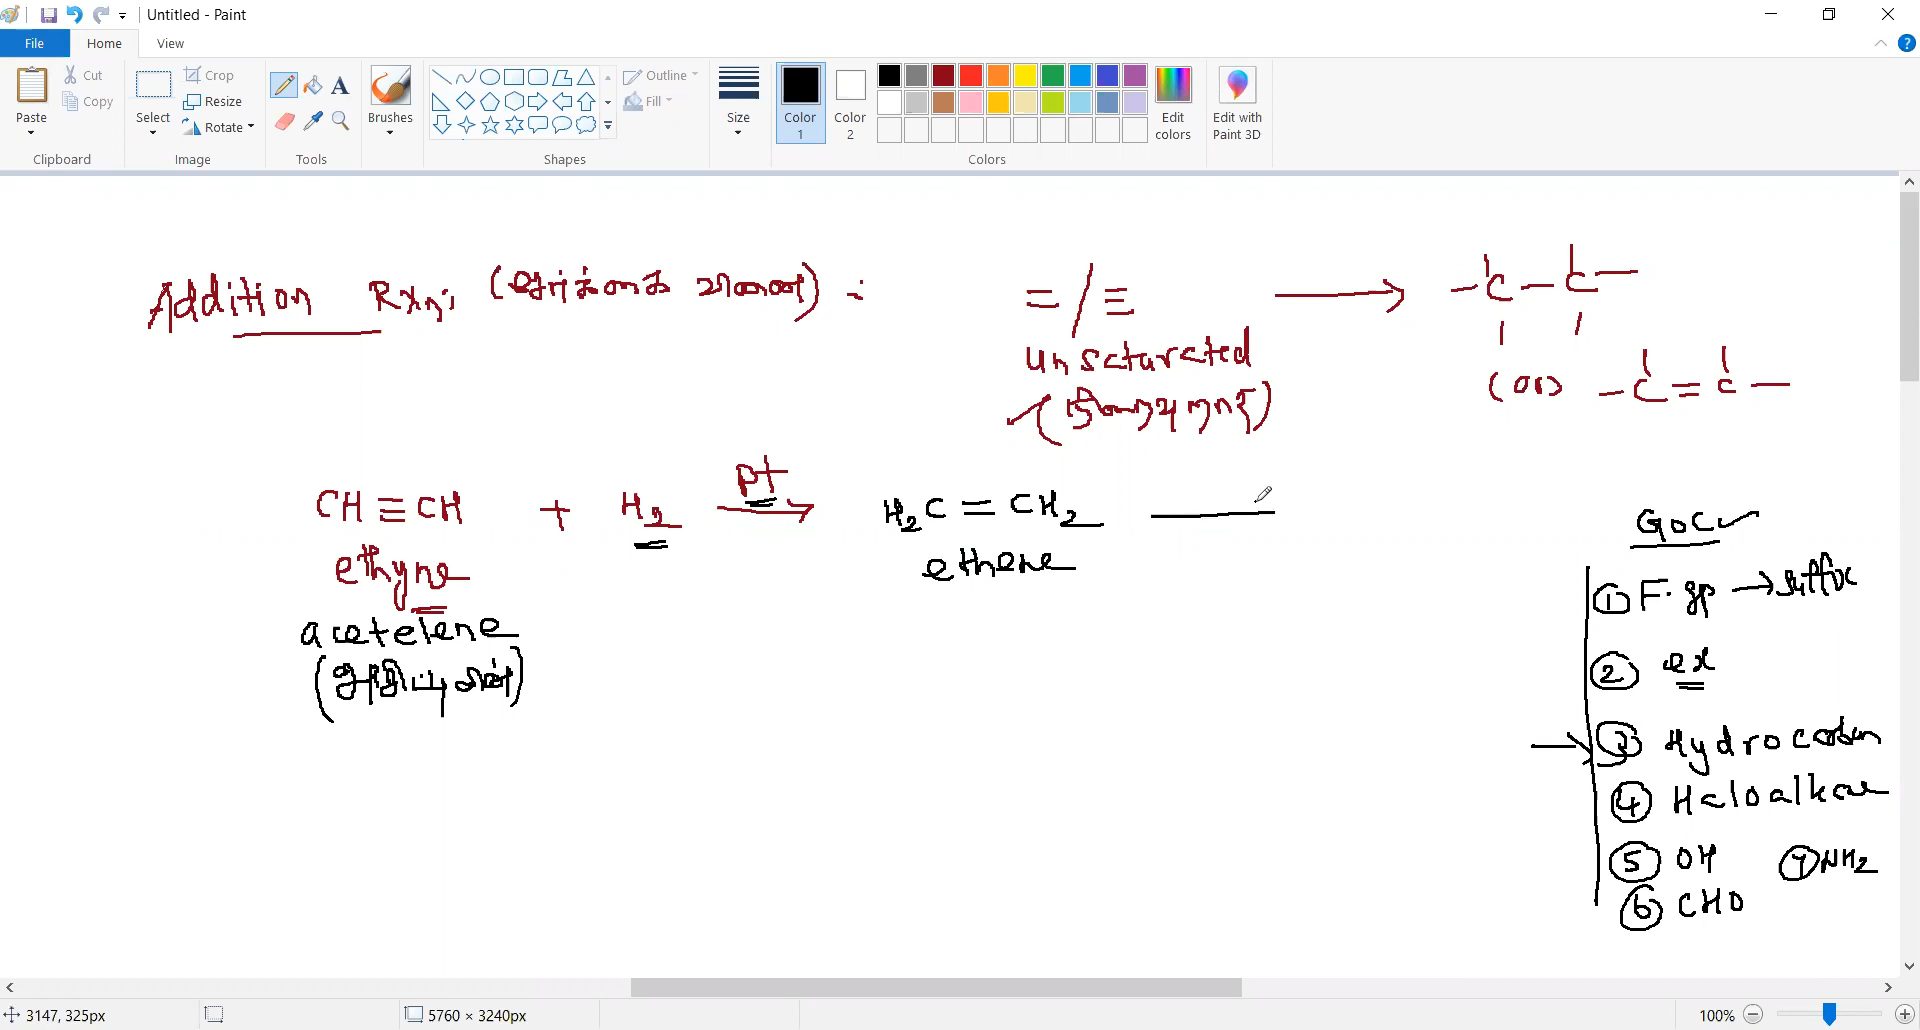 Untitled - Paint
File Home View
Cut
Copy
Paste
Clipboard
Select
Crop
Resize
Rotate
Image
Tools
Brushes
Shapes
Outline
Fill
Size
Color 1
Color 2
Colors
Edit colors
Edit with Paint 3D
Addition Rxn:
= / ≡
Unsaturated
-C-C-
(or) -C=C-
CH≡CH + H2 Pt H2C=CH2
ethyne
ethene
acetelene
GOC
① F. gp → suffix
② ex
③ Hydrocarbon
④ Haloalkane
⑤ OH ⑦ NH2
⑥ CHO
3147, 325px
5760 × 3240px
100%